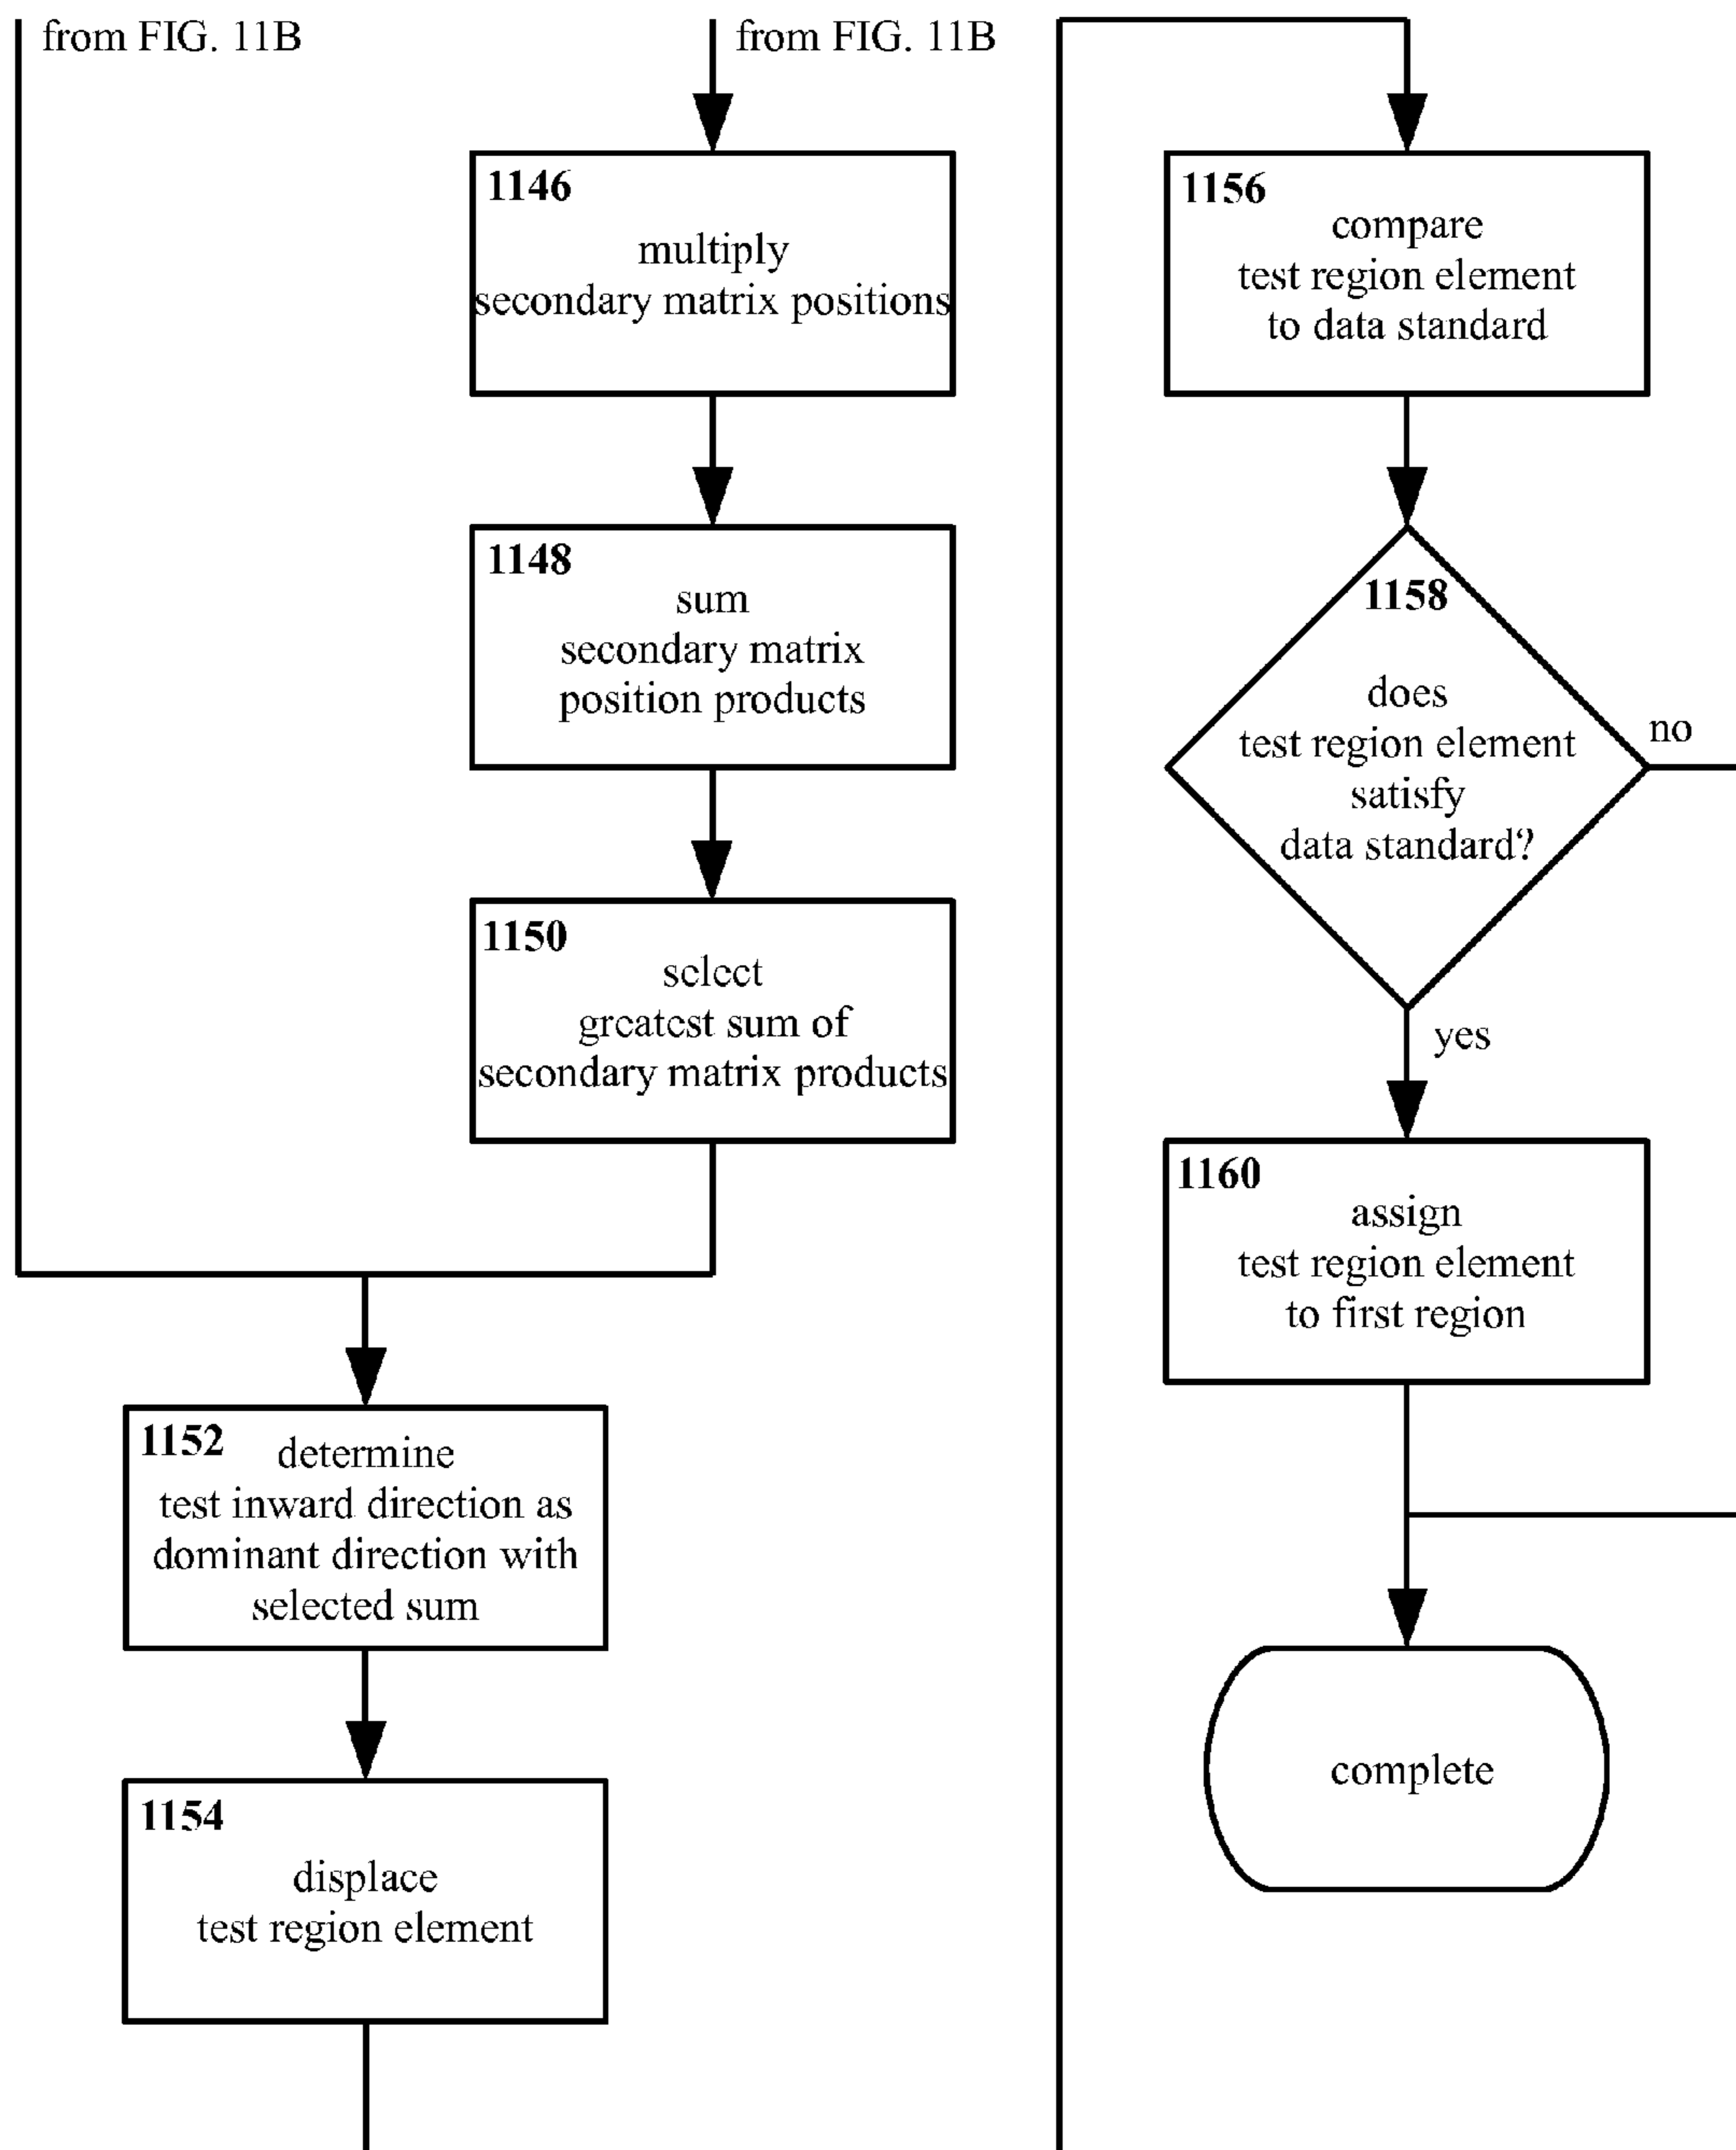 from FIG. 11B
from FIG. 11B
1146
multiply
secondary matrix positions
1148
sum
secondary matrix
position products
1150
select
greatest sum of
secondary matrix products
1152
determine
test inward direction as
dominant direction with
selected sum
1154
displace
test region element
1156
compare
test region element
to data standard
1158
does
test region element
satisfy
data standard?
no
yes
1160
assign
test region element
to first region
complete